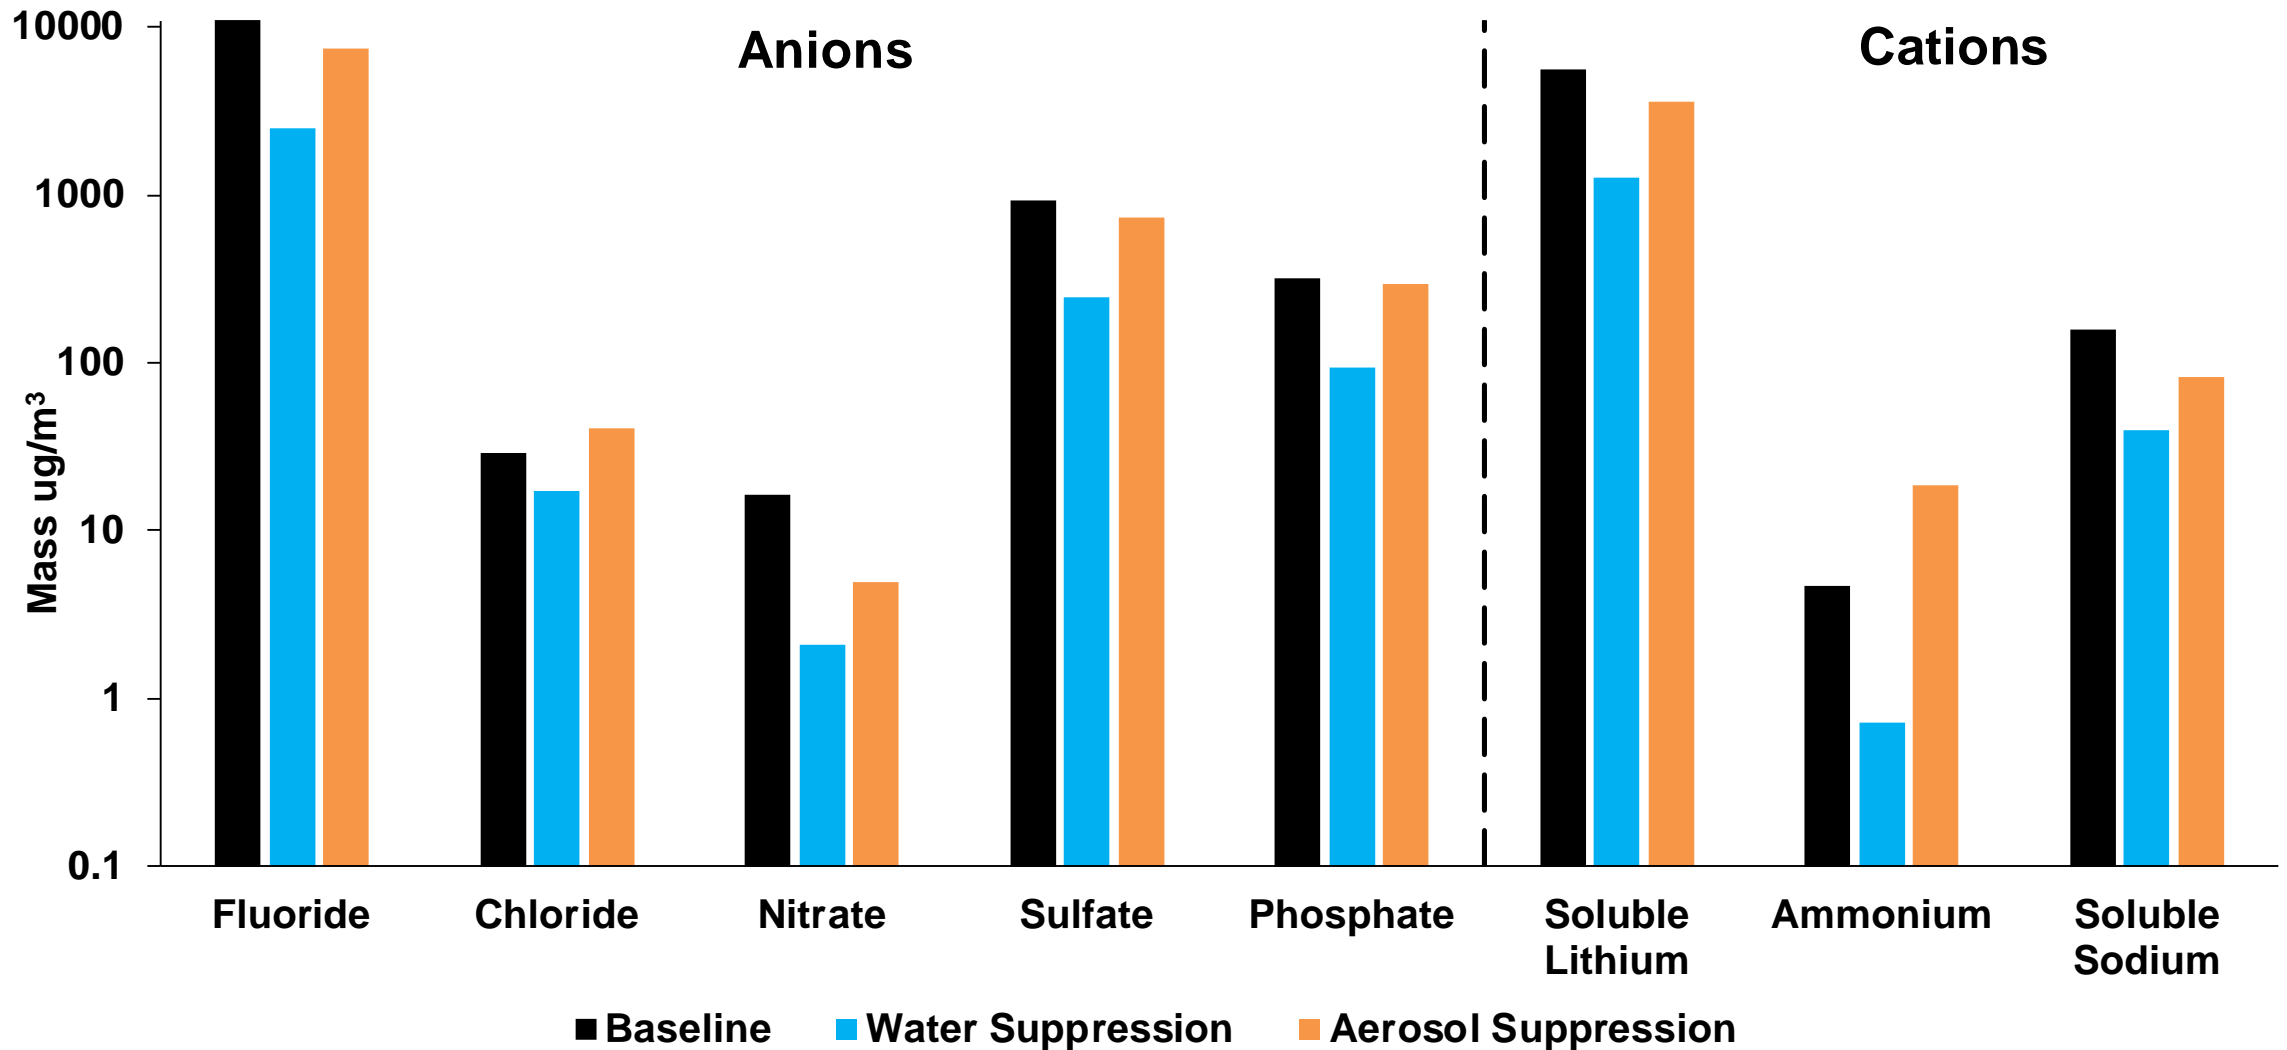 Anions
Cations
Mass ug/m³
10000
1000
100
10
1
0.1
Fluoride
Chloride
Nitrate
Sulfate
Phosphate
Soluble
Lithium
Ammonium
Soluble
Sodium
Baseline
Water Suppression
Aerosol Suppression